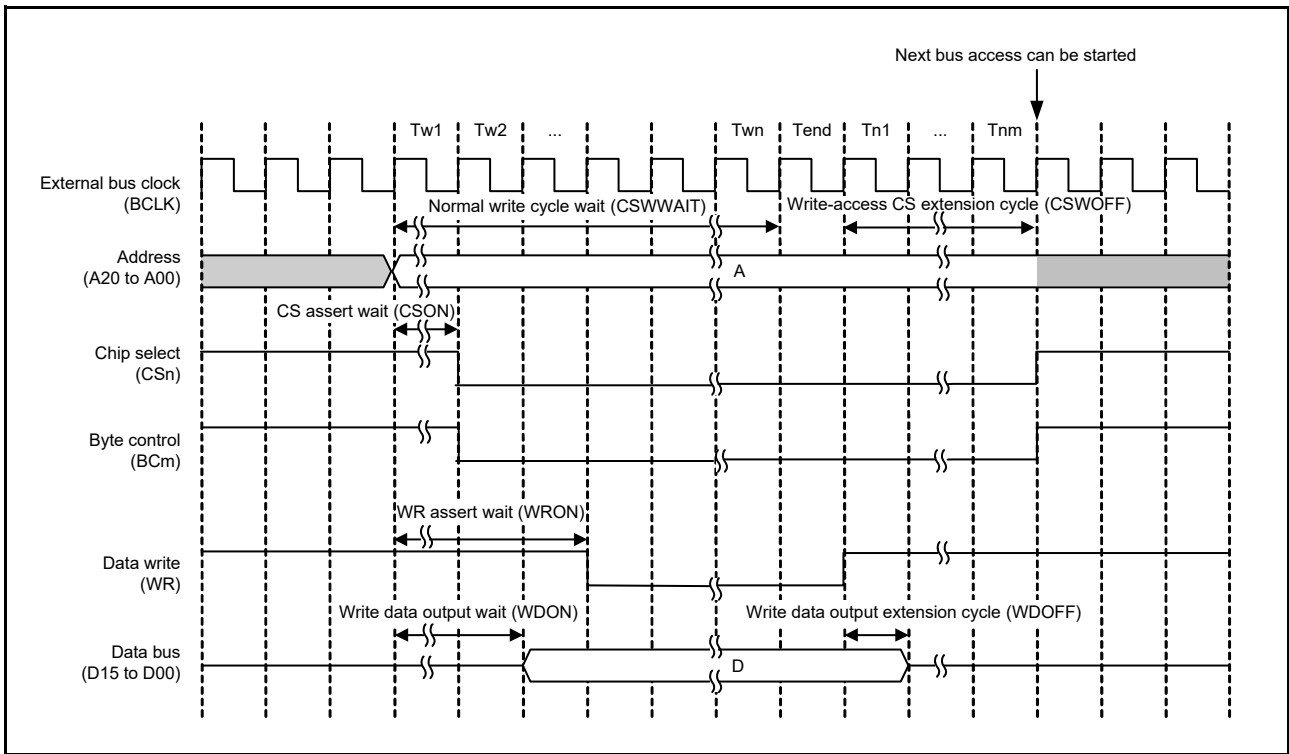 Next bus access can be started
Tw1 Tw2 ... Twn Tend Tn1 ... Tnm
External bus clock
(BCLK)
Normal write cycle wait (CSWWAIT)
Write-access CS extension cycle (CSWOFF)
Address
(A20 to A00)
A
CS assert wait (CSON)
Chip select
(CSn)
Byte control
(BCm)
WR assert wait (WRON)
Data write
(WR)
Write data output wait (WDON)
Write data output extension cycle (WDOFF)
Data bus
(D15 to D00)
D